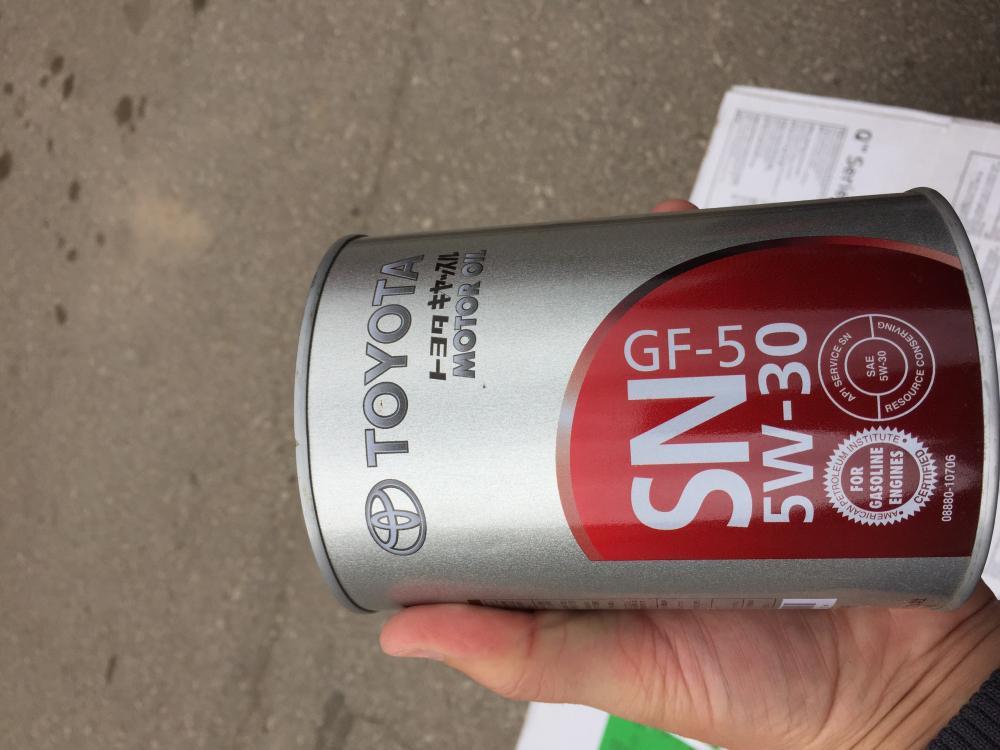 TOYOTA
トヨタ キヤッスル
MOTOR OIL
GF-5
SN
5W-30
API SERVICE SN
SAE
5W-30
RESOURCE CONSERVING
AMERICAN PETROLEUM INSTITUTE
FOR
GASOLINE
ENGINES
CERTIFIED
08880-10706
Q